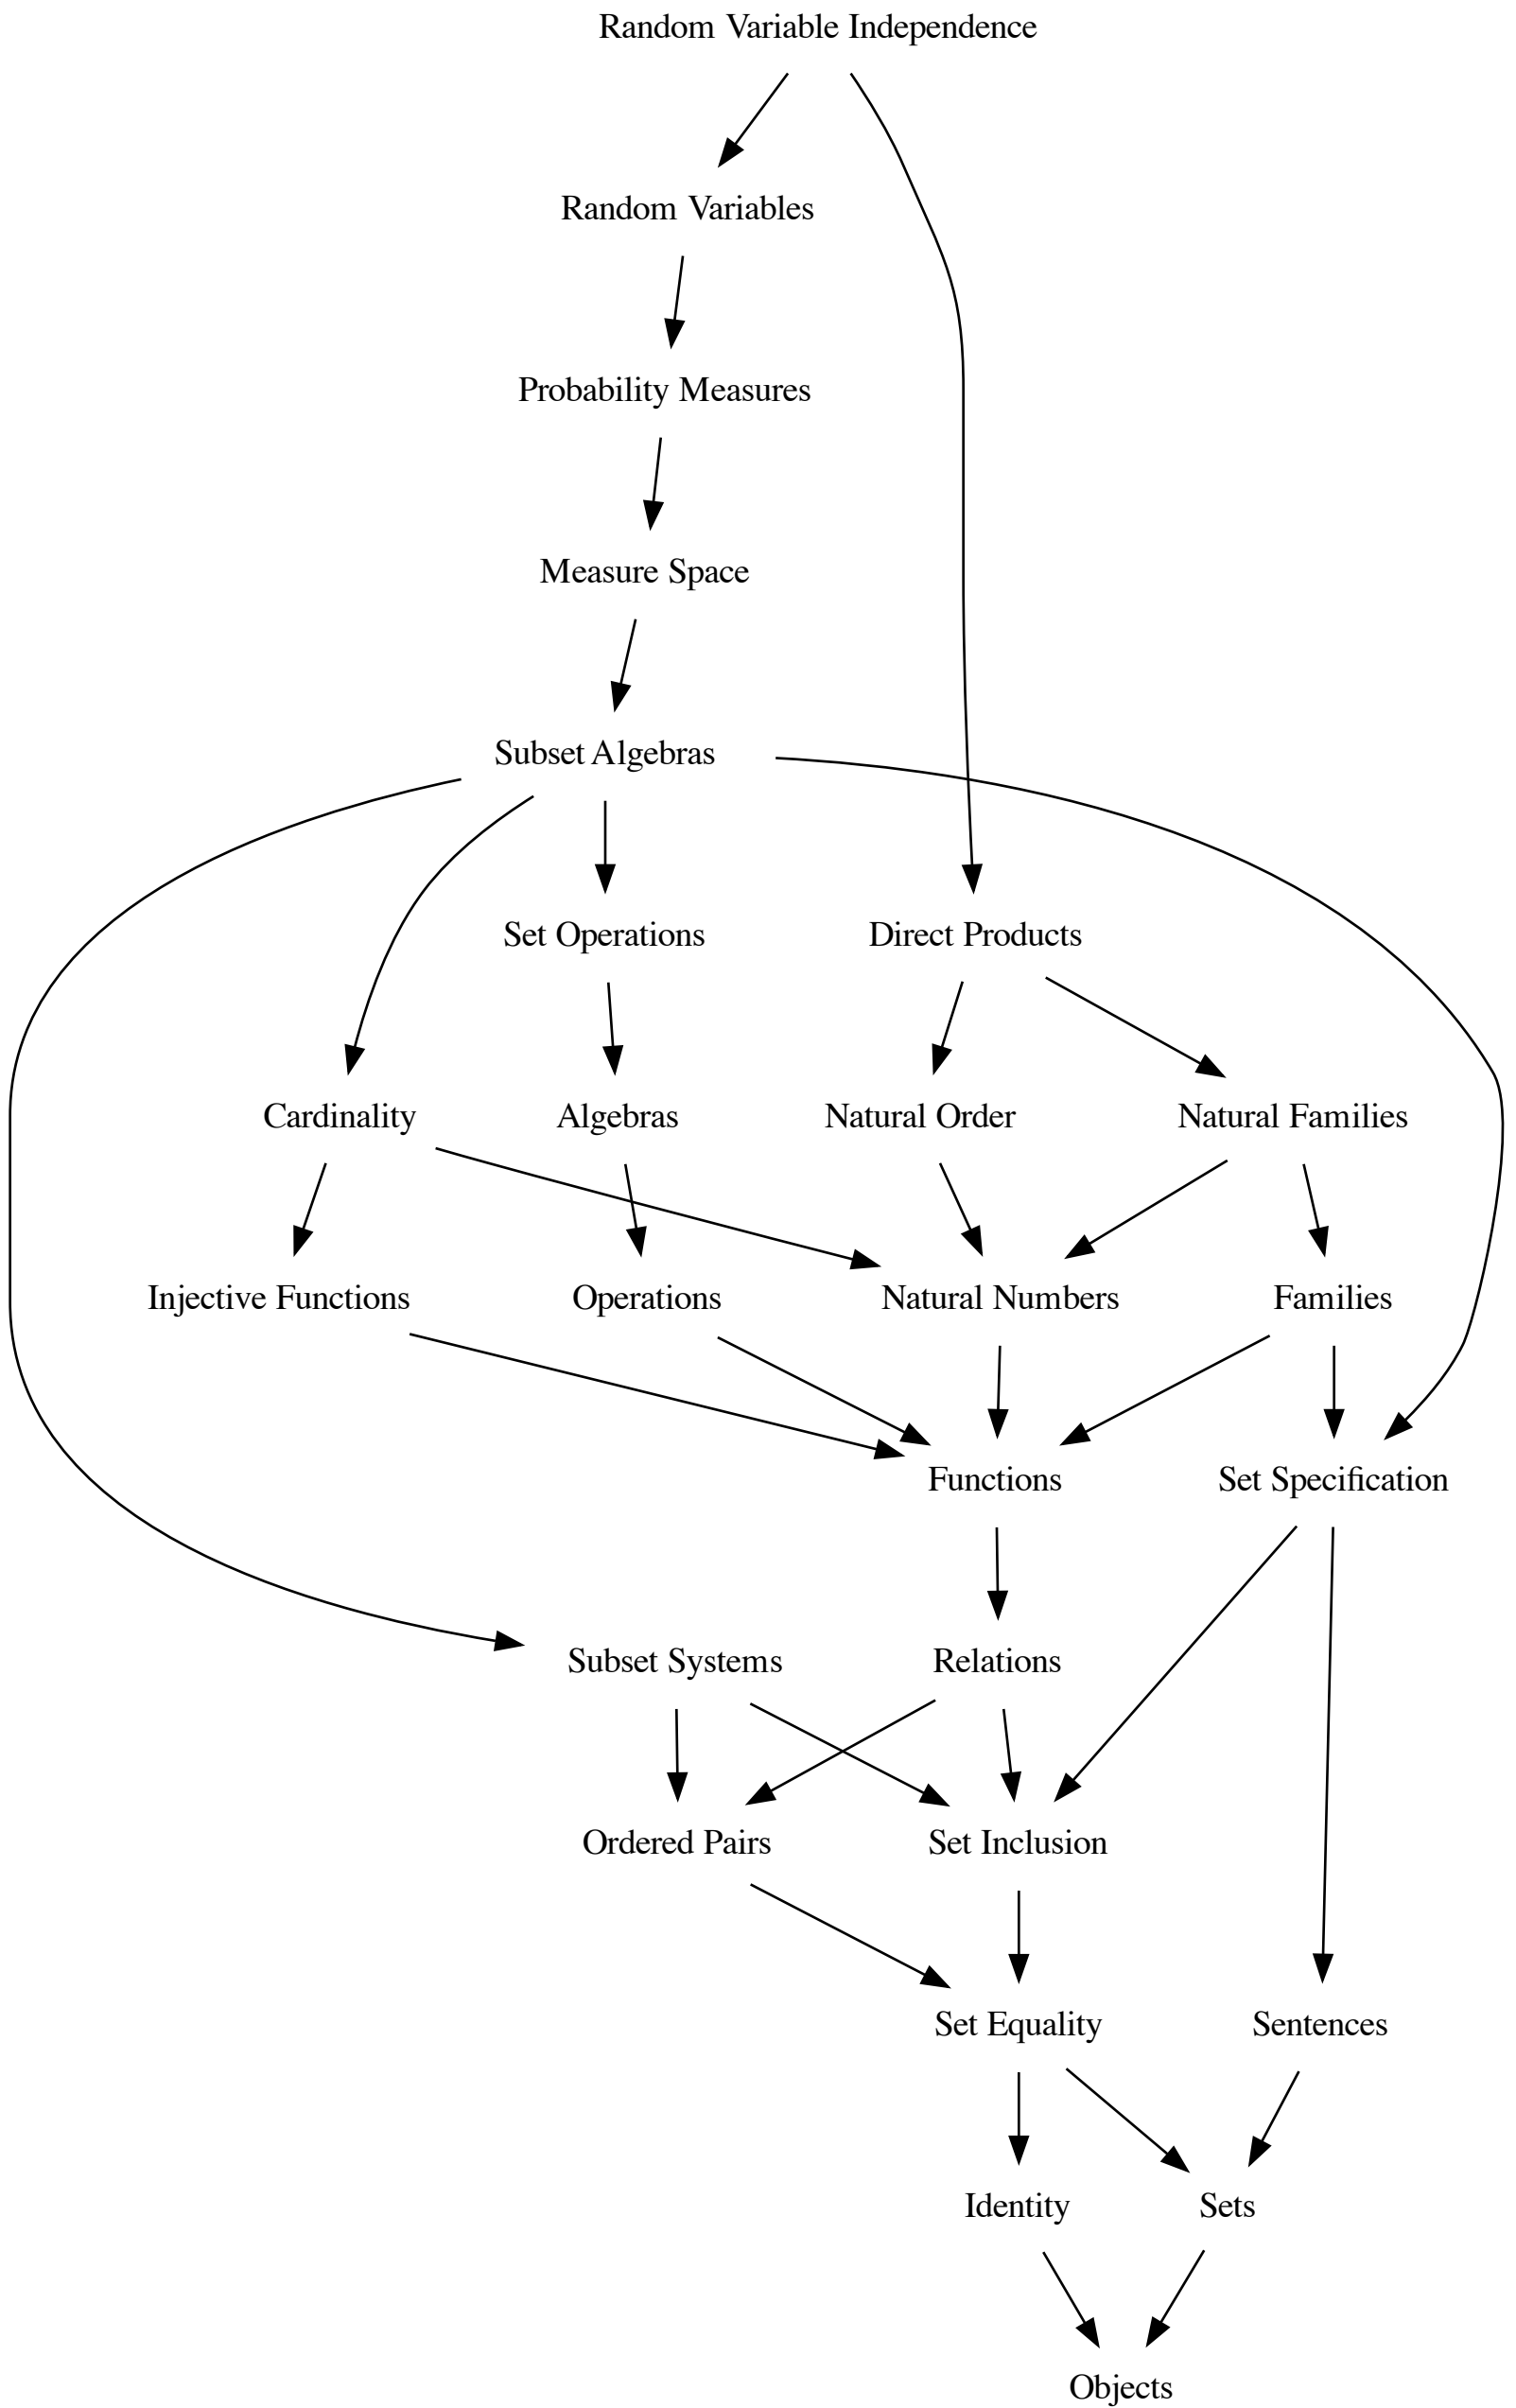 Random Variable Independence
Random Variables
Probability Measures
Measure Space
Subset Algebras
Set Operations
Direct Products
Cardinality
Algebras
Natural Order
Natural Families
Injective Functions
Operations
Natural Numbers
Families
Functions
Set Specification
Subset Systems
Relations
Ordered Pairs
Set Inclusion
Set Equality
Sentences
Identity
Sets
Objects